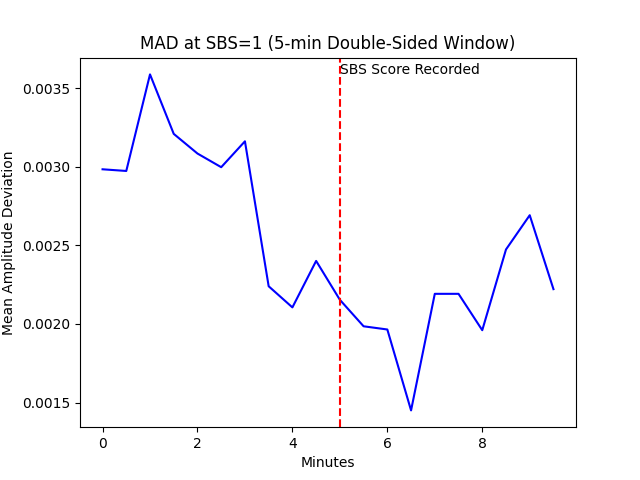 MAD at SBS=1 (5-min Double-Sided Window)
SBS Score Recorded
Mean Amplitude Deviation
0.0035
0.0030
0.0025
0.0020
0.0015
0 2 4 6 8
Minutes